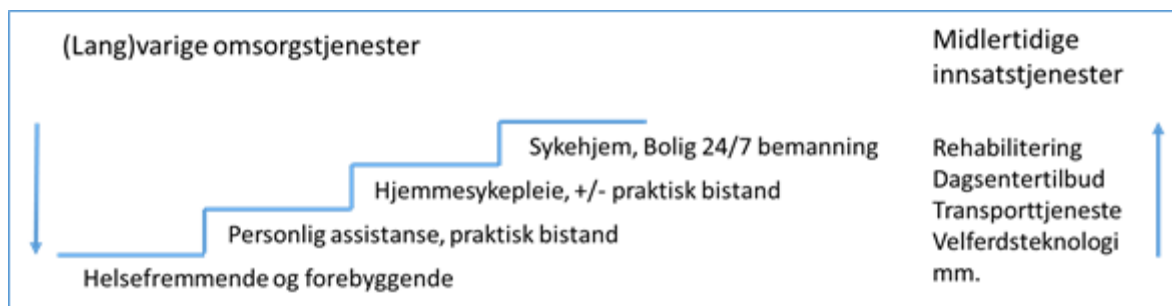 (Lang)varige omsorgstjenester
Midlertidige
innsatstjenester
Sykehjem, Bolig 24/7 bemanning
Hjemmesykepleie, +/- praktisk bistand
Personlig assistanse, praktisk bistand
Helsefremmende og forebyggende
Rehabilitering
Dagsentertilbud
Transporttjeneste
Velferdsteknologi
mm.